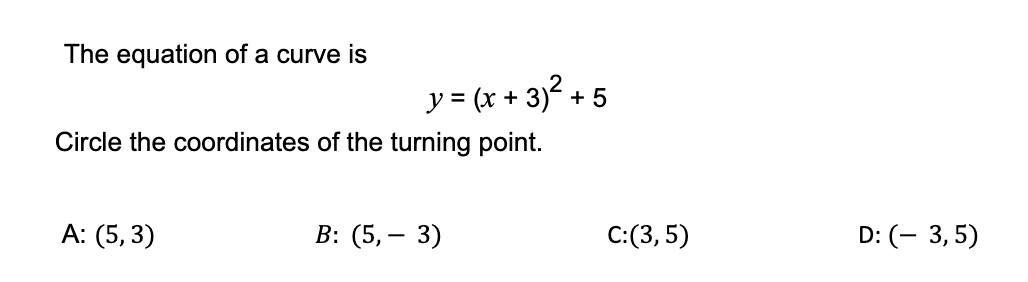 The equation of a curve is
y = (x + 3)² + 5
Circle the coordinates of the turning point.
A: (5, 3) B: (5, − 3) C:(3, 5) D: (− 3, 5)